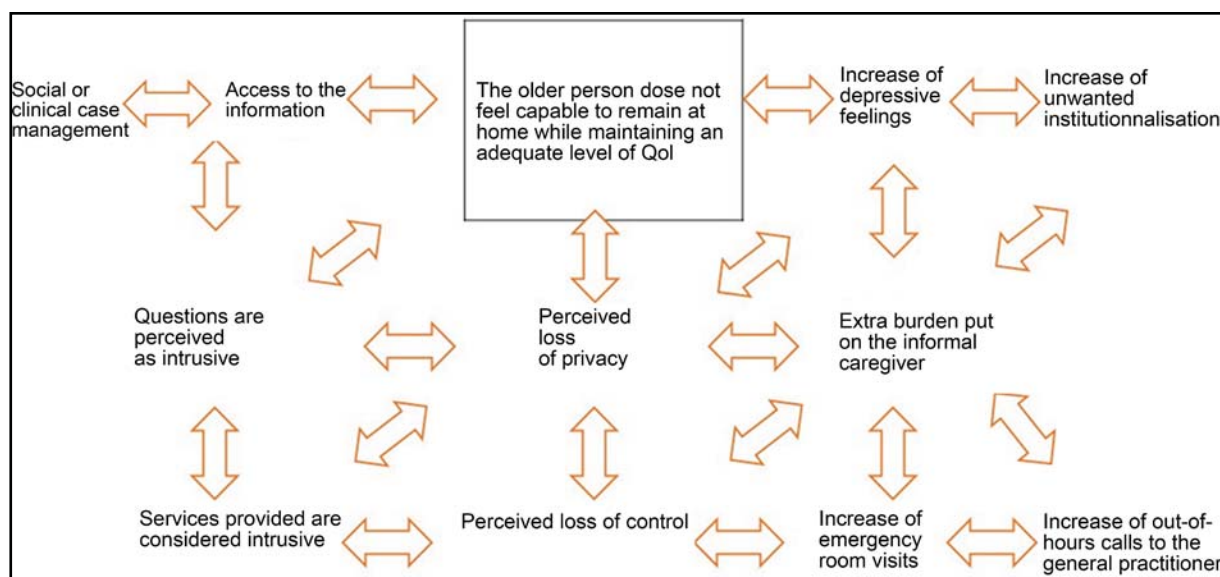 Social or
clinical case
management
Access to the
information
The older person dose not
feel capable to remain at
home while maintaining an
adequate level of Qol
Increase of
depressive
feelings
Increase of
unwanted
institutionnalisation
Questions are
perceived
as intrusive
Perceived
loss
of privacy
Extra burden put
on the informal
caregiver
Services provided are
considered intrusive
Perceived loss of control
Increase of
emergency
room visits
Increase of out-of-
hours calls to the
general practitioner